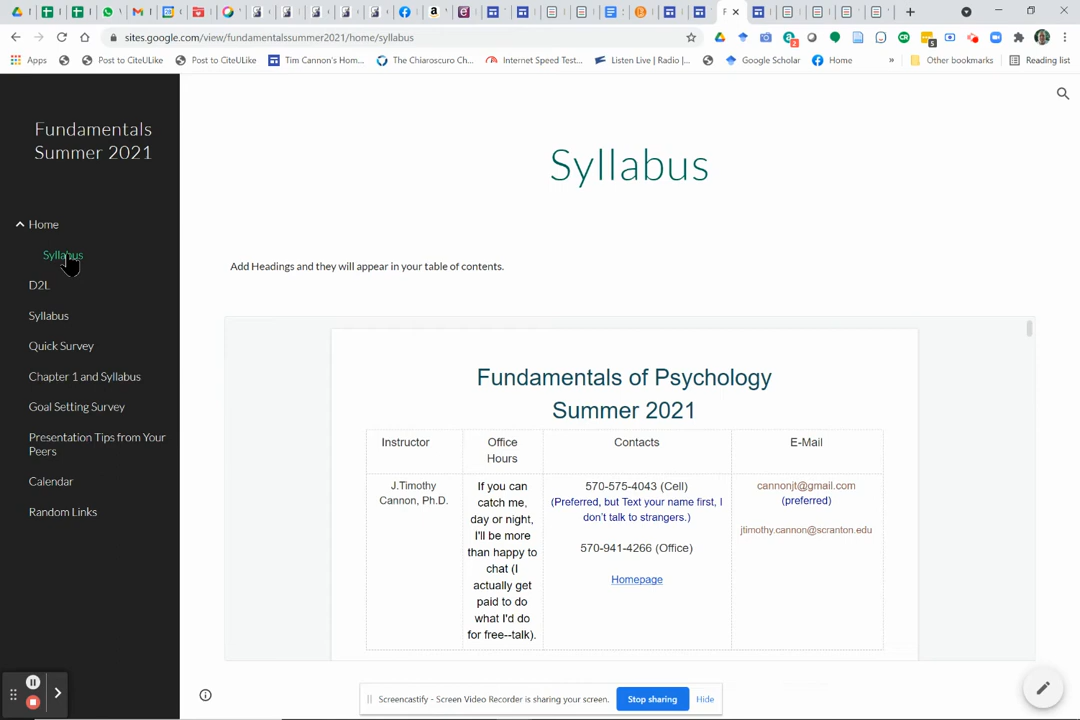 sites.google.com/view/fundamentalssummer2021/home/syllabus
Apps
Post to CiteULike
Post to CiteULike
Tim Cannon's Hom...
The Chiaroscuro Ch...
Internet Speed Test...
Listen Live | Radio |...
Google Scholar
Home
»
Other bookmarks
Reading list
Fundamentals
Summer 2021
Home
Syllabus
D2L
Syllabus
Quick Survey
Chapter 1 and Syllabus
Goal Setting Survey
Presentation Tips from Your
Peers
Calendar
Random Links
Syllabus
Add Headings and they will appear in your table of contents.
Fundamentals of Psychology
Summer 2021
Instructor
Office
Hours
Contacts
E-Mail
J.Timothy
Cannon, Ph.D.
If you can
catch me,
day or night,
I'll be more
than happy to
chat (I
actually get
paid to do
what I'd do
for free--talk).
570-575-4043 (Cell)
(Preferred, but Text your name first, I
don't talk to strangers.)
570-941-4266 (Office)
Homepage
cannonjt@gmail.com
(preferred)
jtimothy.cannon@scranton.edu
Screencastify - Screen Video Recorder is sharing your screen.
Stop sharing
Hide